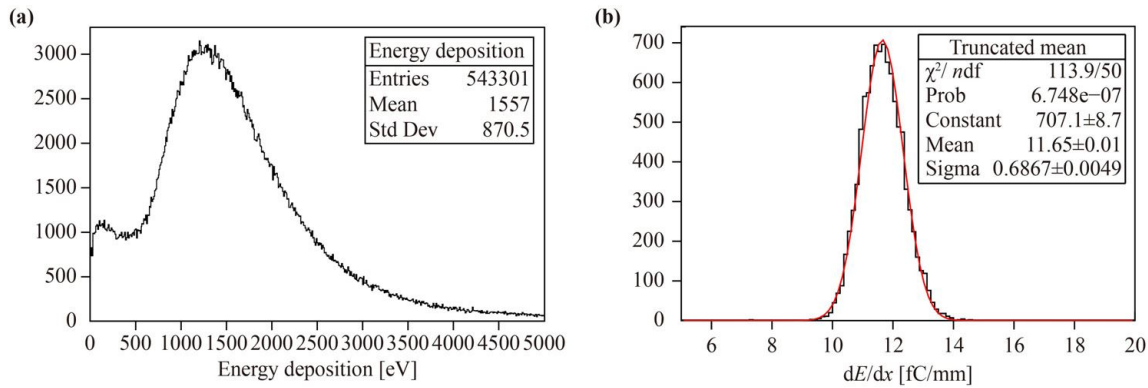 (a)
3000
2500
2000
1500
1000
500
0
Energy deposition
Entries 543301
Mean 1557
Std Dev 870.5
0 500 1000 1500 2000 2500 3000 3500 4000 4500 5000
Energy deposition [eV]
(b)
700
600
500
400
300
200
100
0
Truncated mean
χ²/ ndf 113.9/50
Prob 6.748e−07
Constant 707.1±8.7
Mean 11.65±0.01
Sigma 0.6867±0.0049
6 8 10 12 14 16 18 20
dE/dx [fC/mm]